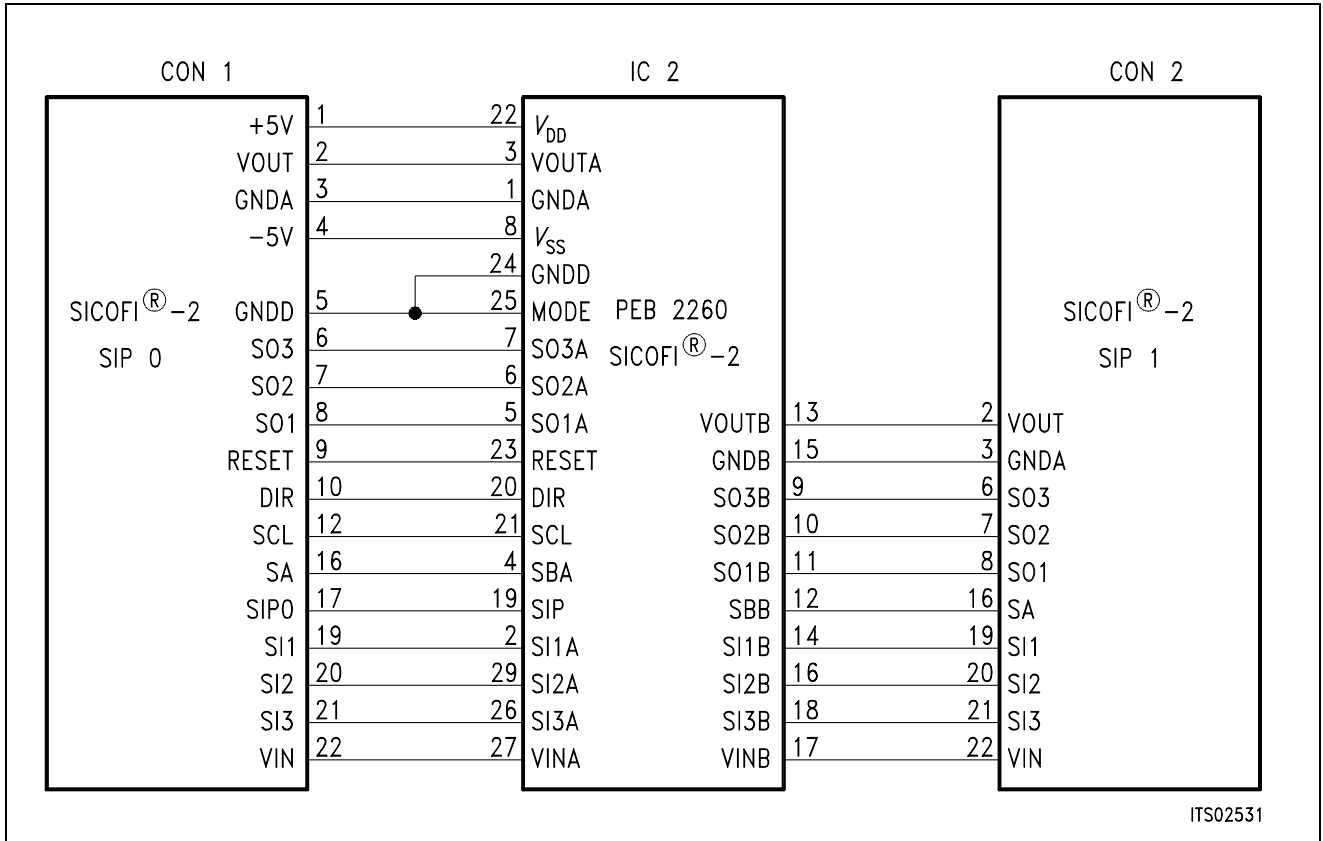 CON 1 IC 2 CON 2
+5V 1 22 VDD
VOUT 2 3 VOUTA
GNDA 3 1 GNDA
−5V 4 8 VSS
24 GNDD
SICOFI®−2 GNDD 5 25 MODE PEB 2260 SICOFI®−2
SIP 0 SO3 6 7 SO3A SICOFI®−2 SIP 1
SO2 7 6 SO2A
SO1 8 5 SO1A VOUTB 13 2 VOUT
RESET 9 23 RESET GNDB 15 3 GNDA
DIR 10 20 DIR SO3B 9 6 SO3
SCL 12 21 SCL SO2B 10 7 SO2
SA 16 4 SBA SO1B 11 8 SO1
SIP0 17 19 SIP SBB 12 16 SA
SI1 19 2 SI1A SI1B 14 19 SI1
SI2 20 29 SI2A SI2B 16 20 SI2
SI3 21 26 SI3A SI3B 18 21 SI3
VIN 22 27 VINA VINB 17 22 VIN
ITS02531